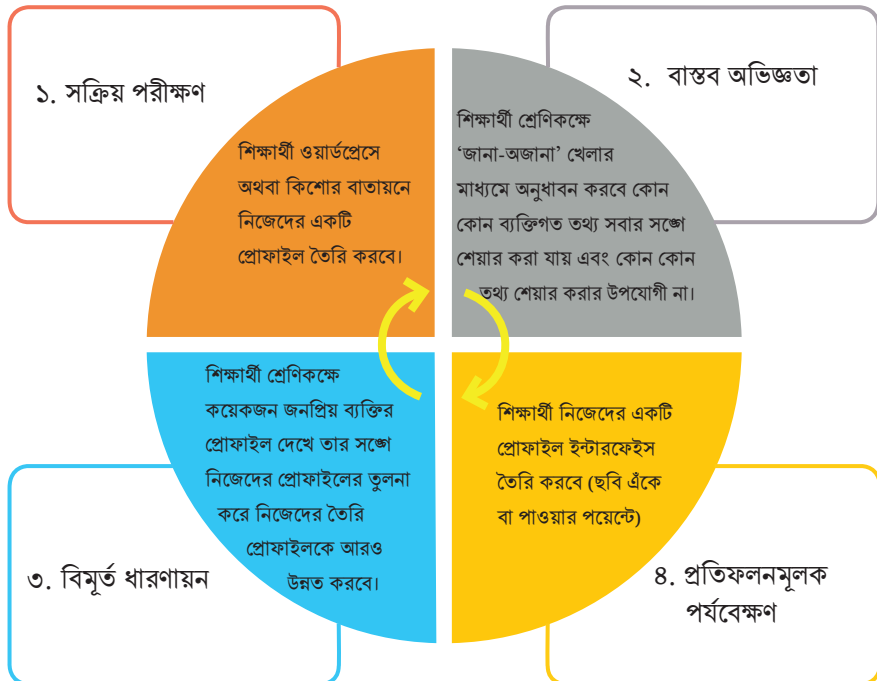 ১. সক্রিয় পরীক্ষণ
শিক্ষার্থী ওয়ার্ডপ্রেসে
অথবা কিশোর বাতায়নে
নিজেদের একটি
প্রোফাইল তৈরি করবে।
২. বাস্তব অভিজ্ঞতা
শিক্ষার্থী শ্রেণিকক্ষে
‘জানা-অজানা’ খেলার
মাধ্যমে অনুধাবন করবে কোন
কোন ব্যক্তিগত তথ্য সবার সঙ্গে
শেয়ার করা যায় এবং কোন কোন
তথ্য শেয়ার করার উপযোগী না।
শিক্ষার্থী শ্রেণিকক্ষে
কয়েকজন জনপ্রিয় ব্যক্তির
প্রোফাইল দেখে তার সঙ্গে
নিজেদের প্রোফাইলের তুলনা
করে নিজেদের তৈরি
প্রোফাইলকে আরও
উন্নত করবে।
৩. বিমূর্ত ধারণায়ন
শিক্ষার্থী নিজেদের একটি
প্রোফাইল ইন্টারফেইস
তৈরি করবে (ছবি এঁকে
বা পাওয়ার পয়েন্টে)
৪. প্রতিফলনমূলক
পর্যবেক্ষণ